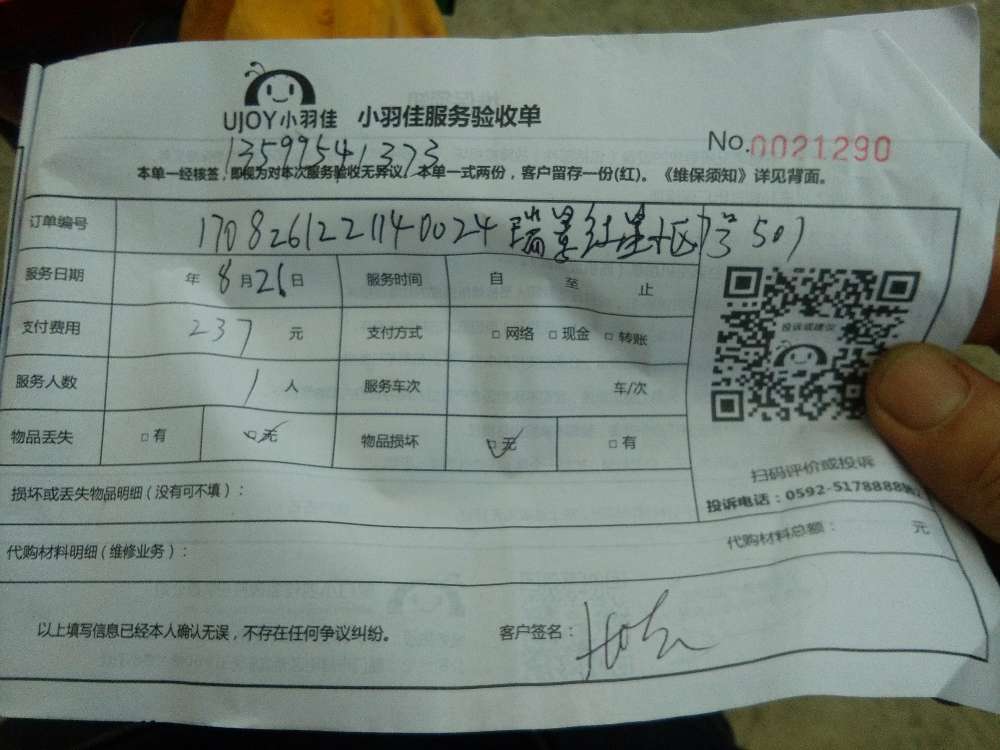 UJOY小羽佳 小羽佳服务验收单
No.0021290
13599541373
本单一经核签，即视为对本次服务验收无异议。本单一式两份，客户留存一份(红)。《维保须知》详见背面。
订单编号 1708261221140024 瑞景 501
服务日期 年 8 月 26 日 服务时间 自 至 止
投诉或建议
支付费用 237 元 支付方式 □ 网络 □ 现金 □ 转账
服务人数 1 人 服务车次 车/次
物品丢失 □ 有 ☑ 无 物品损坏 ☑ 无 □ 有
扫码评价或投诉
投诉电话：0592-5178888
损坏或丢失物品明细（没有可不填）：
代购材料明细（维修业务）： 代购材料总额： 元
以上填写信息已经本人确认无误，不存在任何争议纠纷。 客户签名：